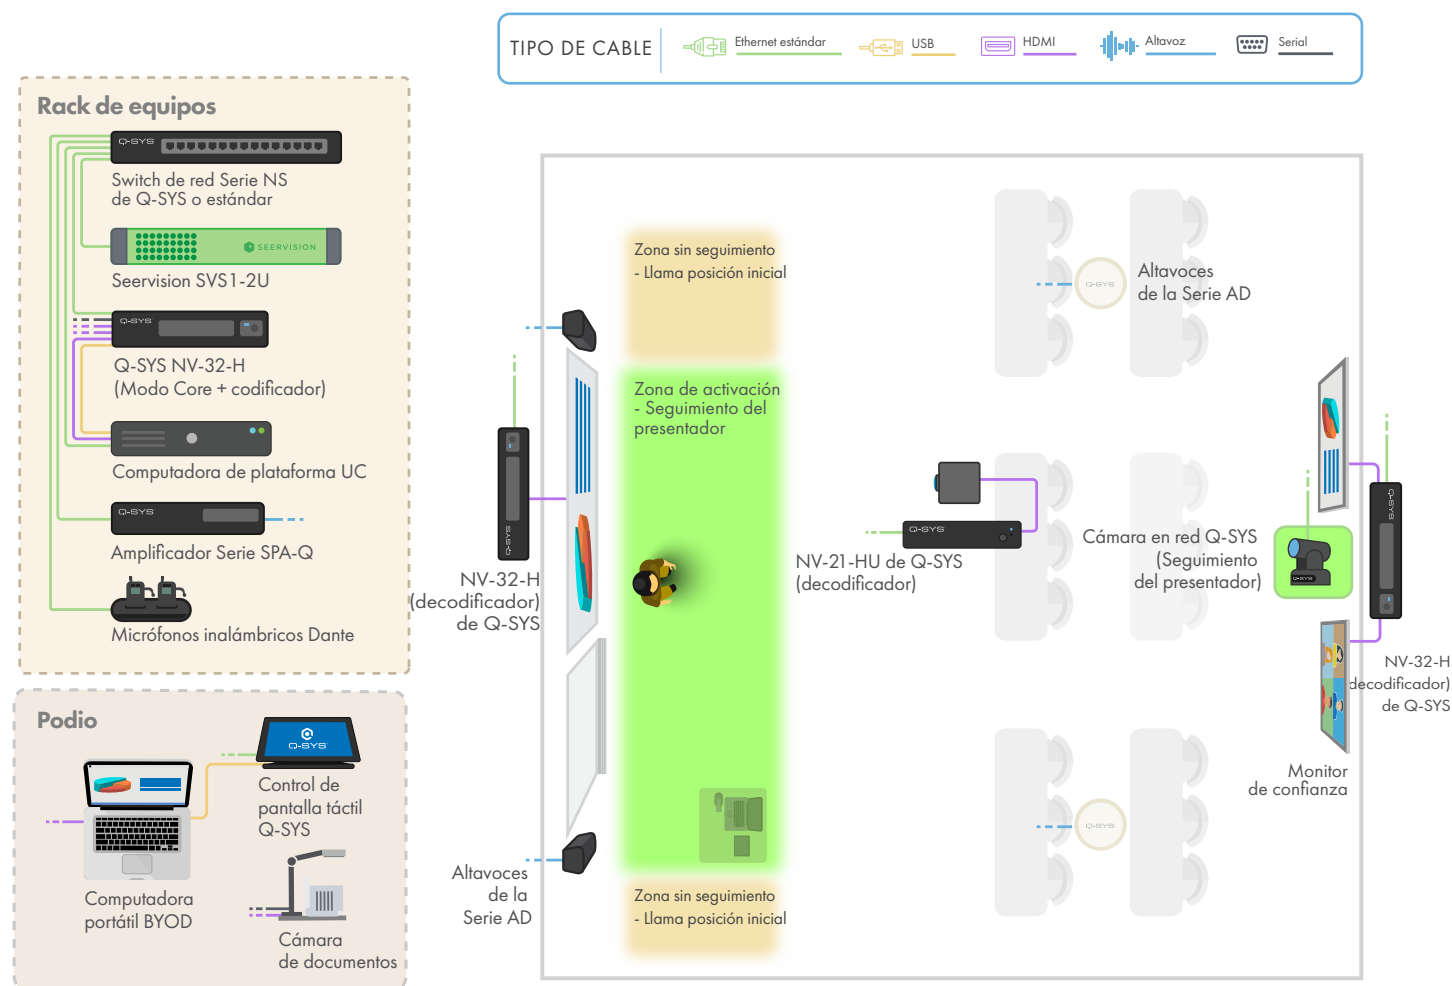 TIPO DE CABLE
Ethernet estándar
USB
HDMI
Altavoz
Serial
Rack de equipos
Q-SYS
Switch de red Serie NS
de Q-SYS o estándar
SEERVISION
Seervision SVS1-2U
Q-SYS
Q-SYS NV-32-H
(Modo Core + codificador)
Computadora de plataforma UC
Q-SYS
Amplificador Serie SPA-Q
Micrófonos inalámbricos Dante
Podio
Q-SYS
Control de
pantalla táctil
Q-SYS
Computadora
portátil BYOD
Cámara
de documentos
Zona sin seguimiento
- Llama posición inicial
Zona de activación
- Seguimiento del
presentador
Q-SYS
NV-32-H
(decodificador)
de Q-SYS
Altavoces
de la
Serie AD
Zona sin seguimiento
- Llama posición inicial
Q-SYS
Altavoces
de la Serie AD
Q-SYS
NV-21-HU de Q-SYS
(decodificador)
Cámara en red Q-SYS
(Seguimiento
del presentador)
Q-SYS
Q-SYS
NV-32-H
decodificador)
de Q-SYS
Monitor
de confianza
Q-SYS